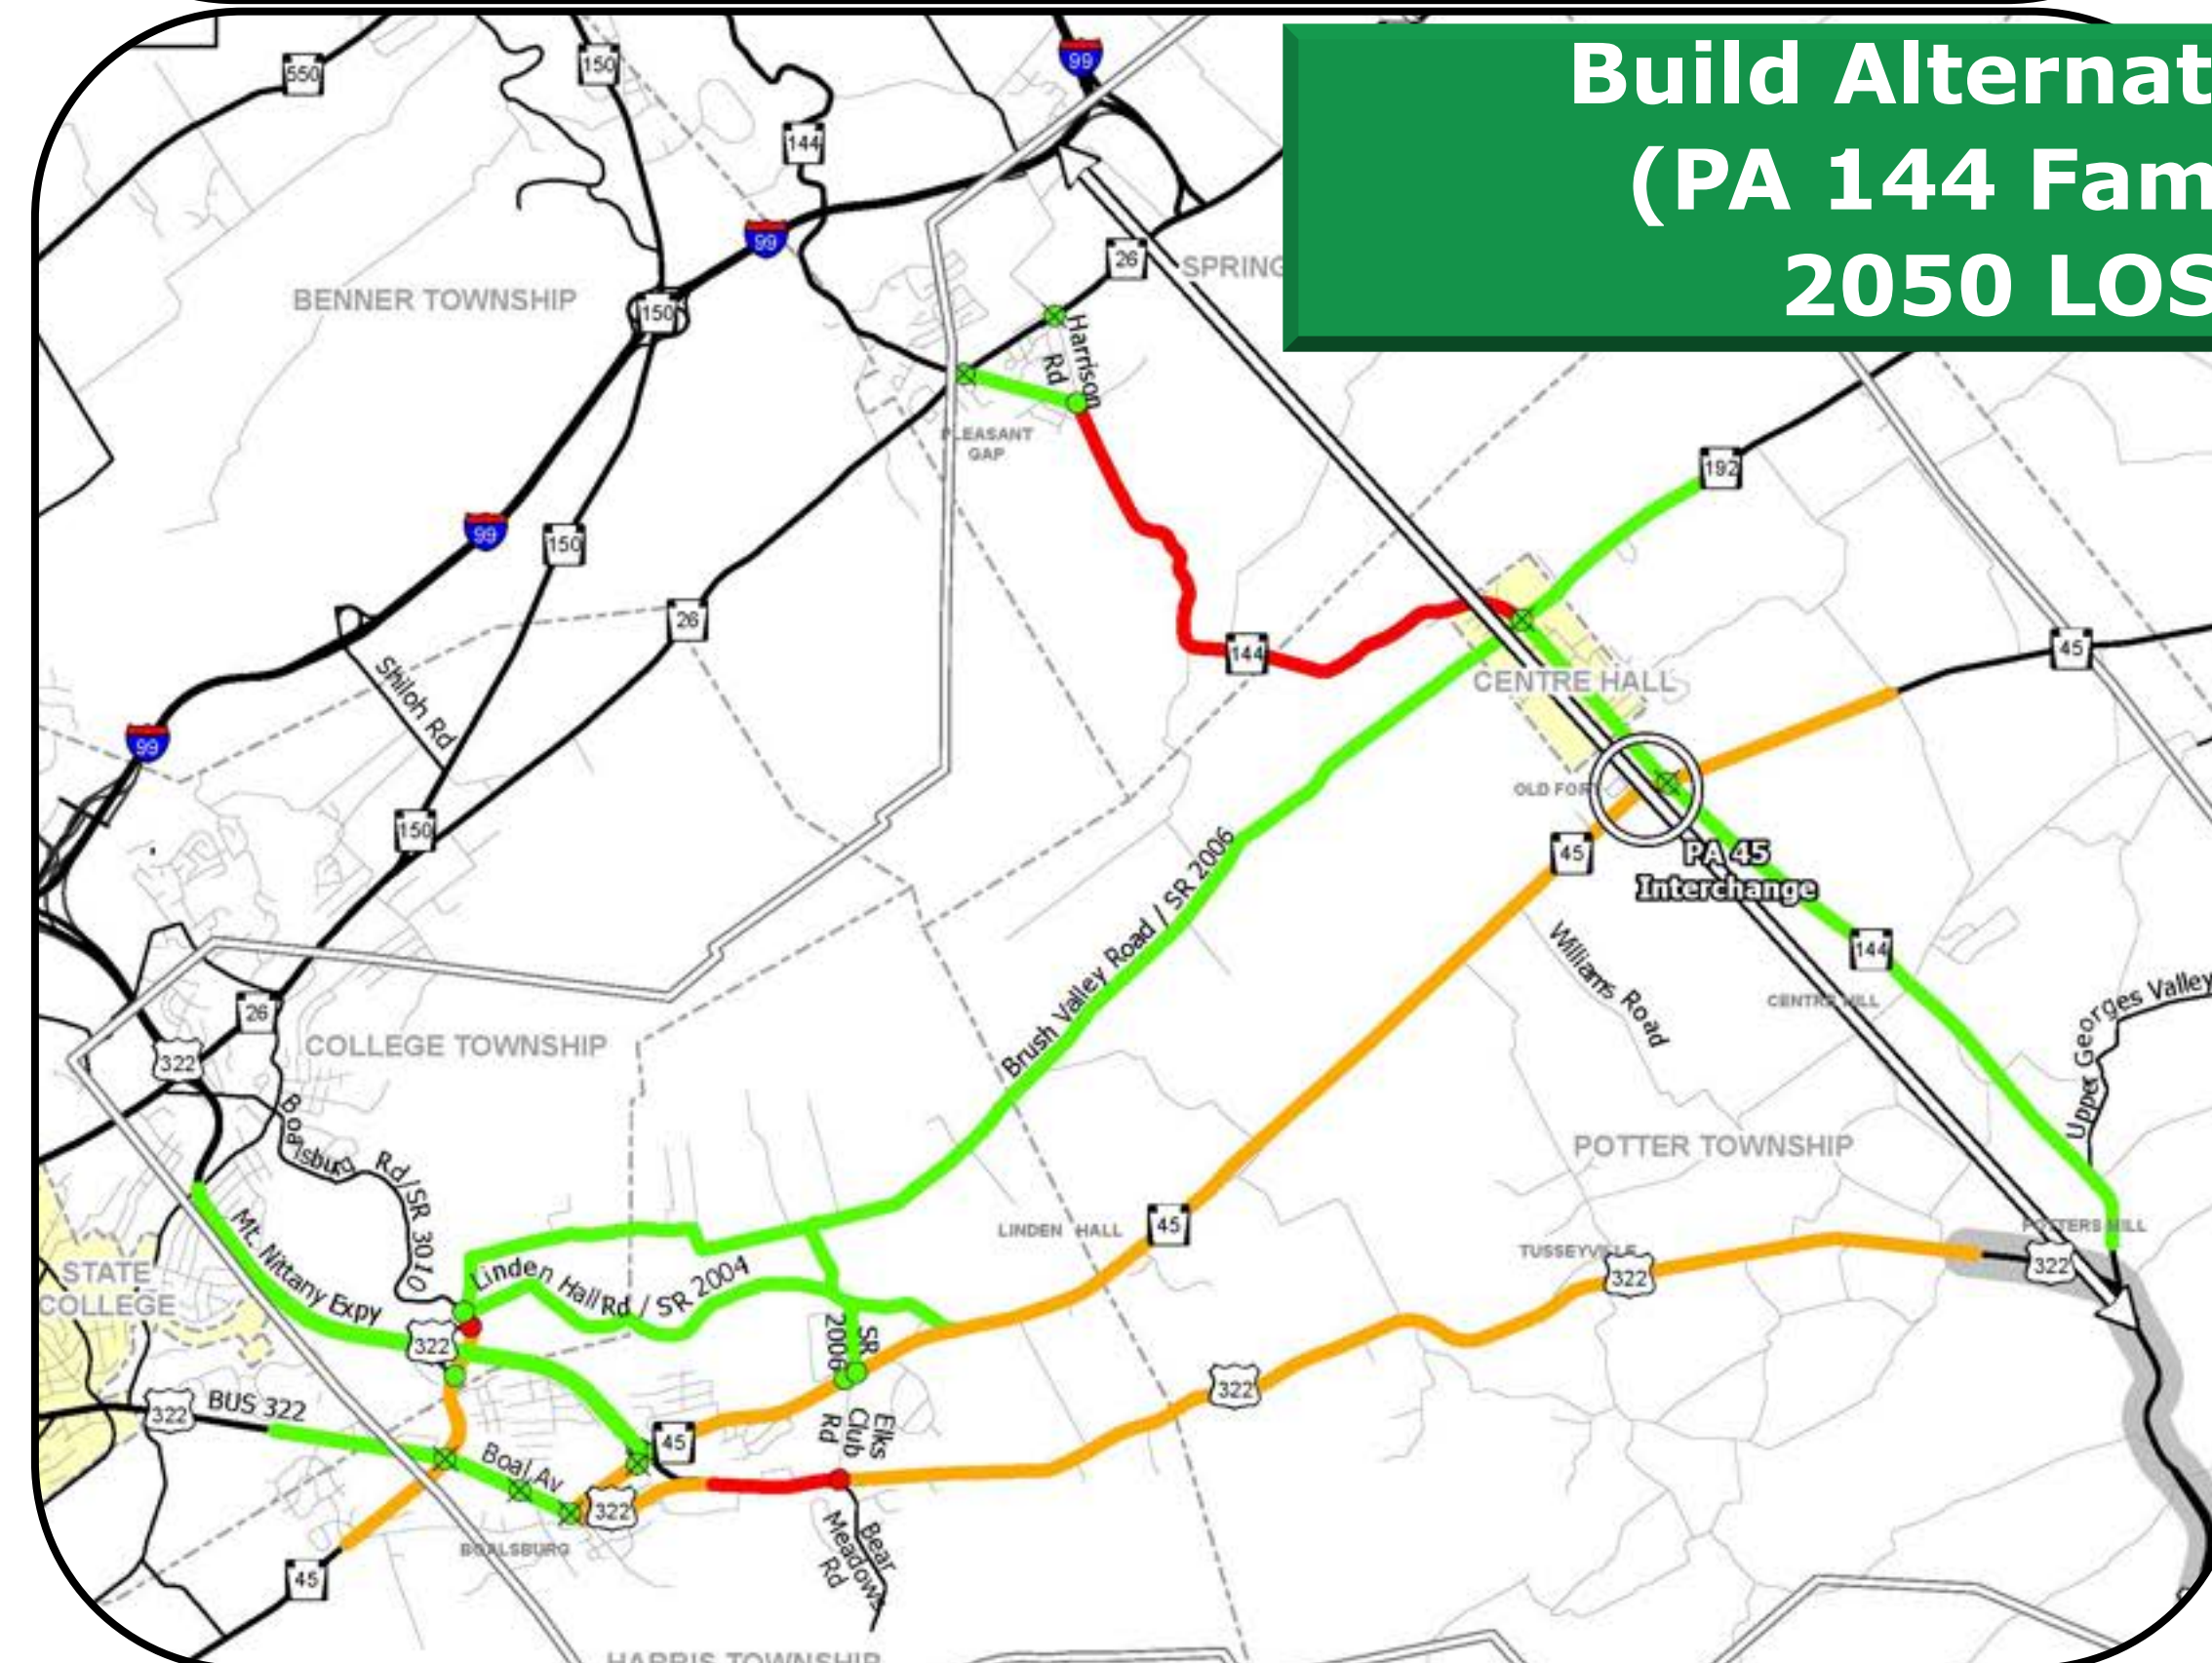 Build Alternat
(PA 144 Fam
2050 LOS
550
150
99
144
99
26
SPRING
BENNER TOWNSHIP
150
Harrison
Rd
PLEASANT
GAP
192
99
150
26
144
45
CENTRE HALL
Shiloh Rd
99
OLD FORT
150
45
PA 45
Interchange
Brush Valley Road / SR 2006
Williams Road
144
CENTRE HILL
Upper Georges Valley
26
COLLEGE TOWNSHIP
322
Boalsburg Rd/SR 3010
POTTER TOWNSHIP
LINDEN HALL
45
POTTERS MILL
TUSSEYVILLE
322
322
Mt. Nittany Expy
STATE
COLLEGE
Linden Hall Rd / SR 2004
322
SR
2006
322
322
BUS 322
Boal Av
45
Elks
Club
Rd
322
BOALSBURG
Bear
Meadows
Rd
45
HARRIS TOWNSHIP